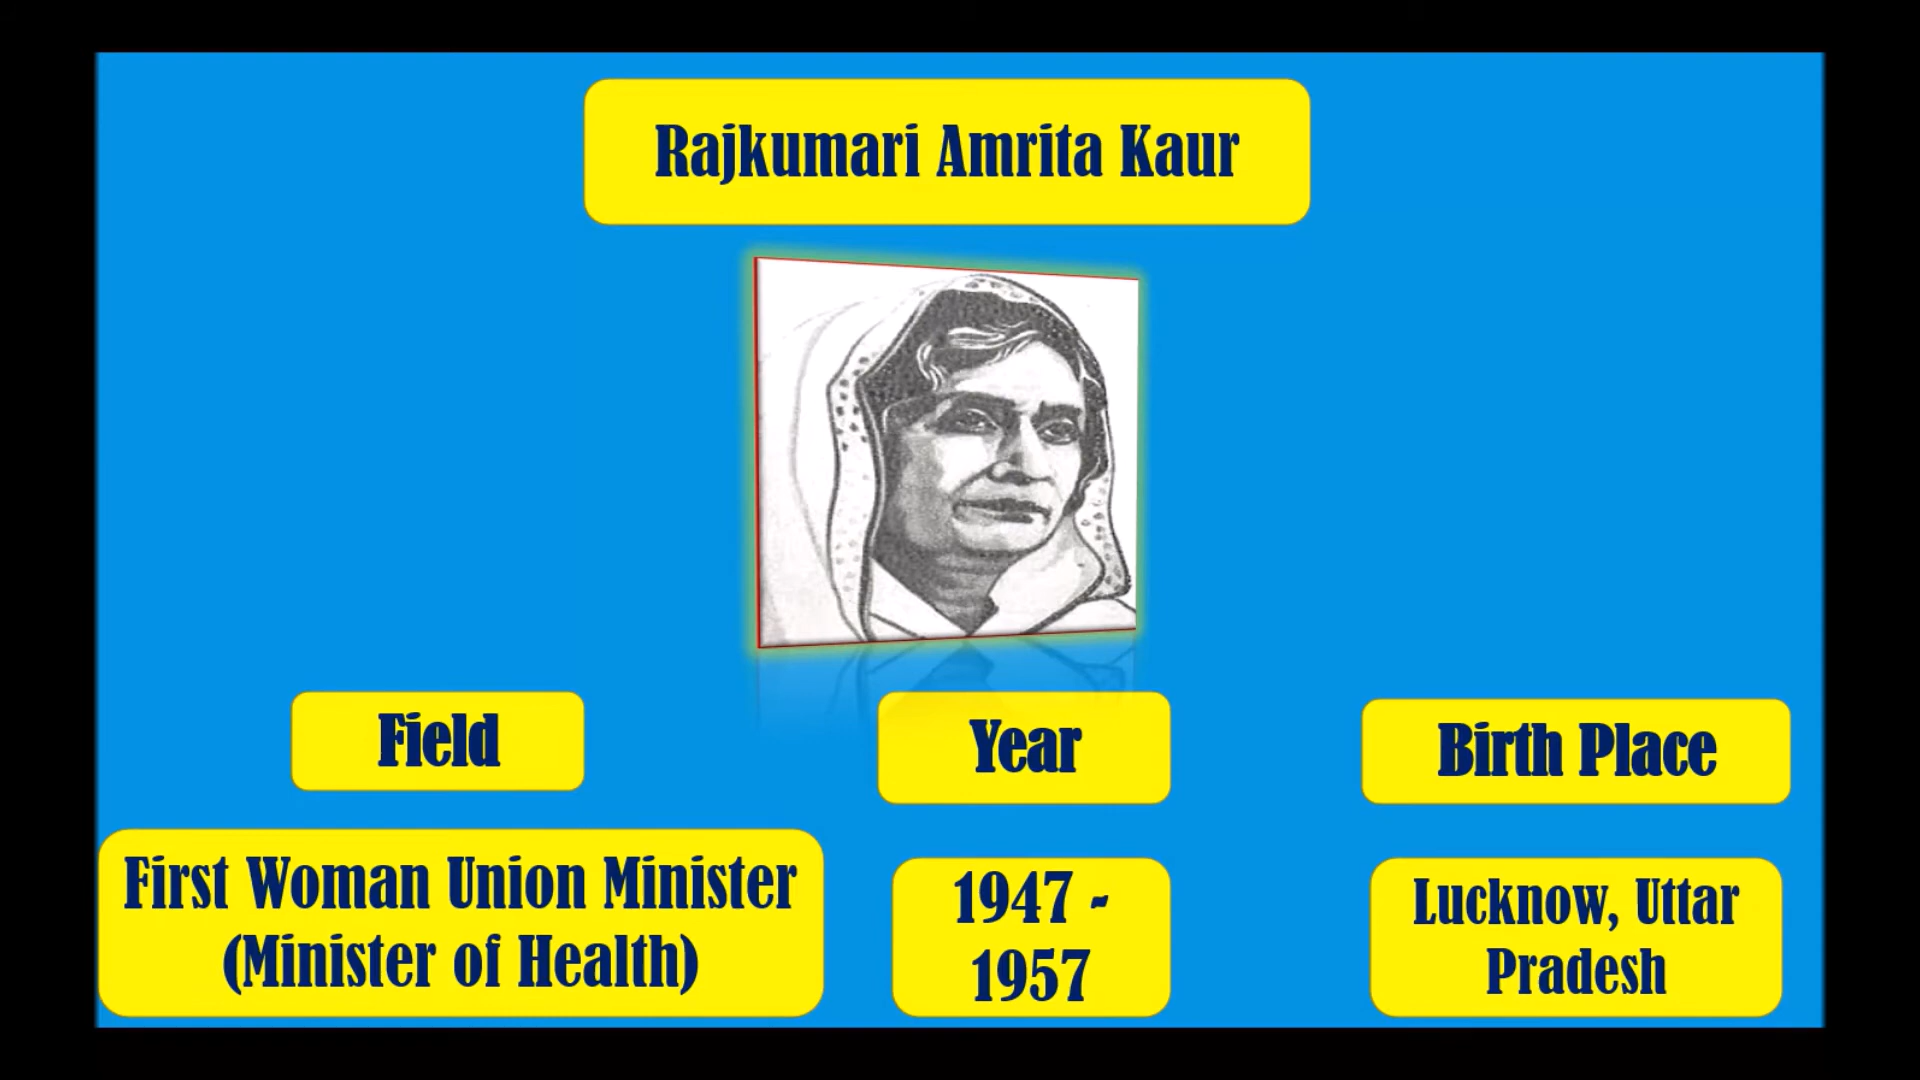 Rajkumari Amrita Kaur
Field
Year
Birth Place
First Woman Union Minister
(Minister of Health)
1947 -
1957
Lucknow, Uttar
Pradesh